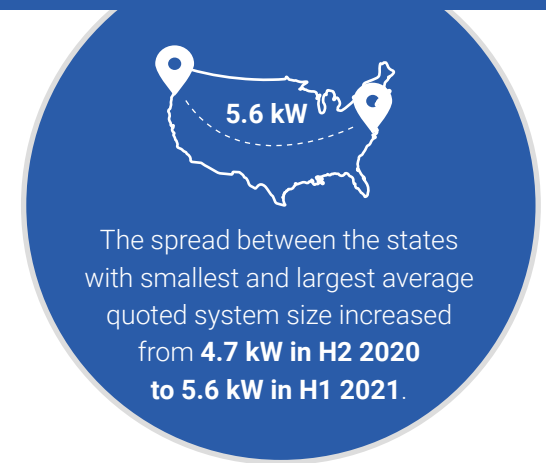 5.6 kW
The spread between the states
with smallest and largest average
quoted system size increased
from 4.7 kW in H2 2020
to 5.6 kW in H1 2021.